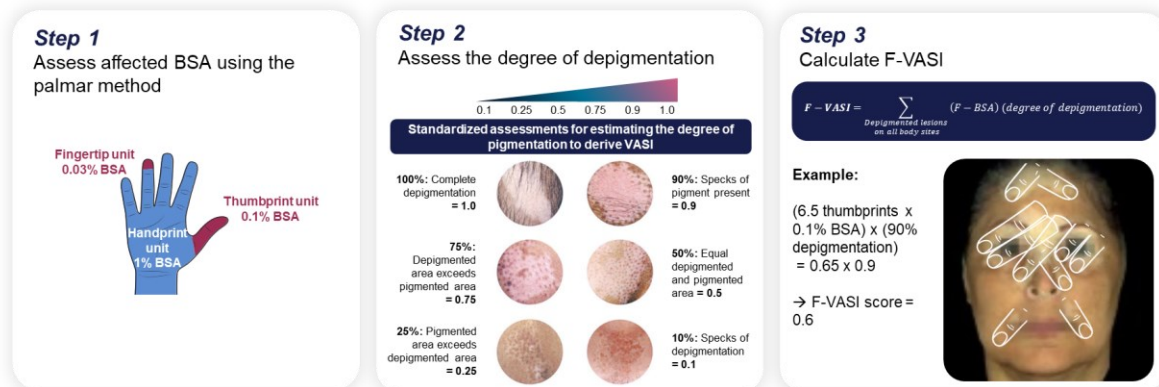 Step 1
Assess affected BSA using the
palmar method
Fingertip unit
0.03% BSA
Thumbprint unit
0.1% BSA
Handprint
unit
1% BSA
Step 2
Assess the degree of depigmentation
0.1 0.25 0.5 0.75 0.9 1.0
Standardized assessments for estimating the degree of
pigmentation to derive VASI
100%: Complete
depigmentation
= 1.0
90%: Specks of
pigment present
= 0.9
75%:
Depigmented
area exceeds
pigmented area
= 0.75
50%: Equal
depigmented
and pigmented
area = 0.5
25%: Pigmented
area exceeds
depigmented area
= 0.25
10%: Specks of
depigmentation
= 0.1
Step 3
Calculate F-VASI
F − VASI = ∑ (F − BSA) (degree of depigmentation)
Depigmented lesions
on all body sites
Example:
(6.5 thumbprints x
0.1% BSA) x (90%
depigmentation)
= 0.65 x 0.9
→ F-VASI score =
0.6